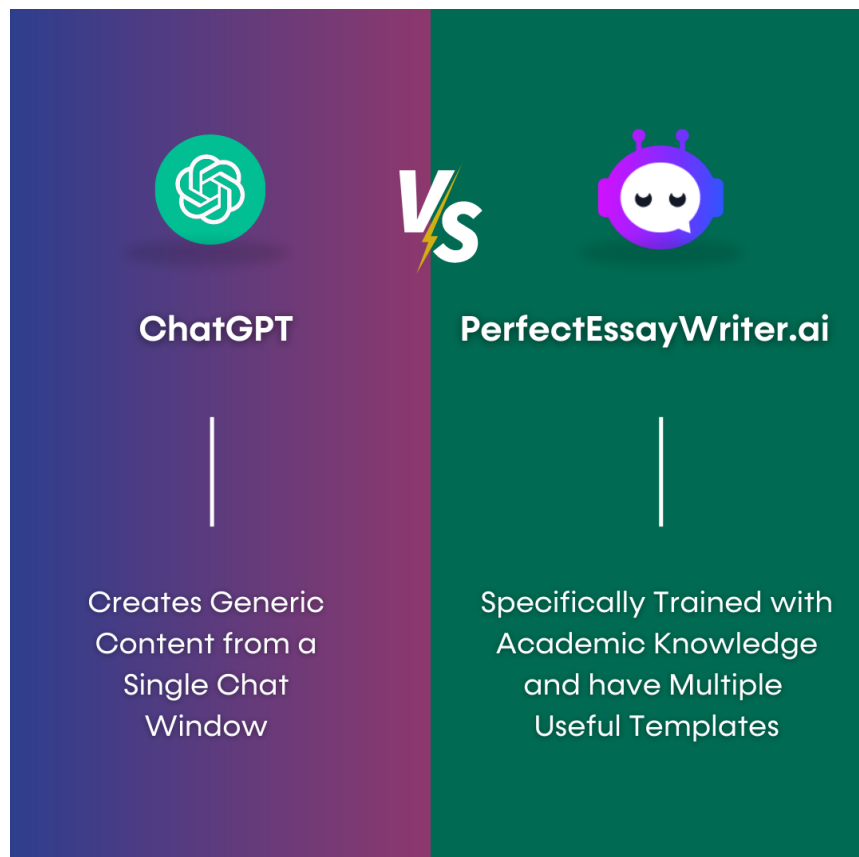 VS
ChatGPT
PerfectEssayWriter.ai
Creates Generic
Content from a
Single Chat
Window
Specifically Trained with
Academic Knowledge
and have Multiple
Useful Templates